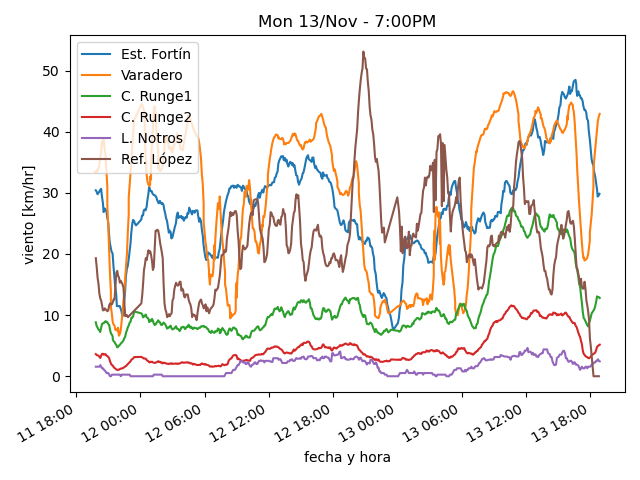 Mon 13/Nov - 7:00PM
Est. Fortín
Varadero
C. Runge1
C. Runge2
L. Notros
Ref. López
viento [km/hr]
50
40
30
20
10
0
11 18:00
12 00:00
12 06:00
12 12:00
12 18:00
13 00:00
13 06:00
13 12:00
13 18:00
fecha y hora